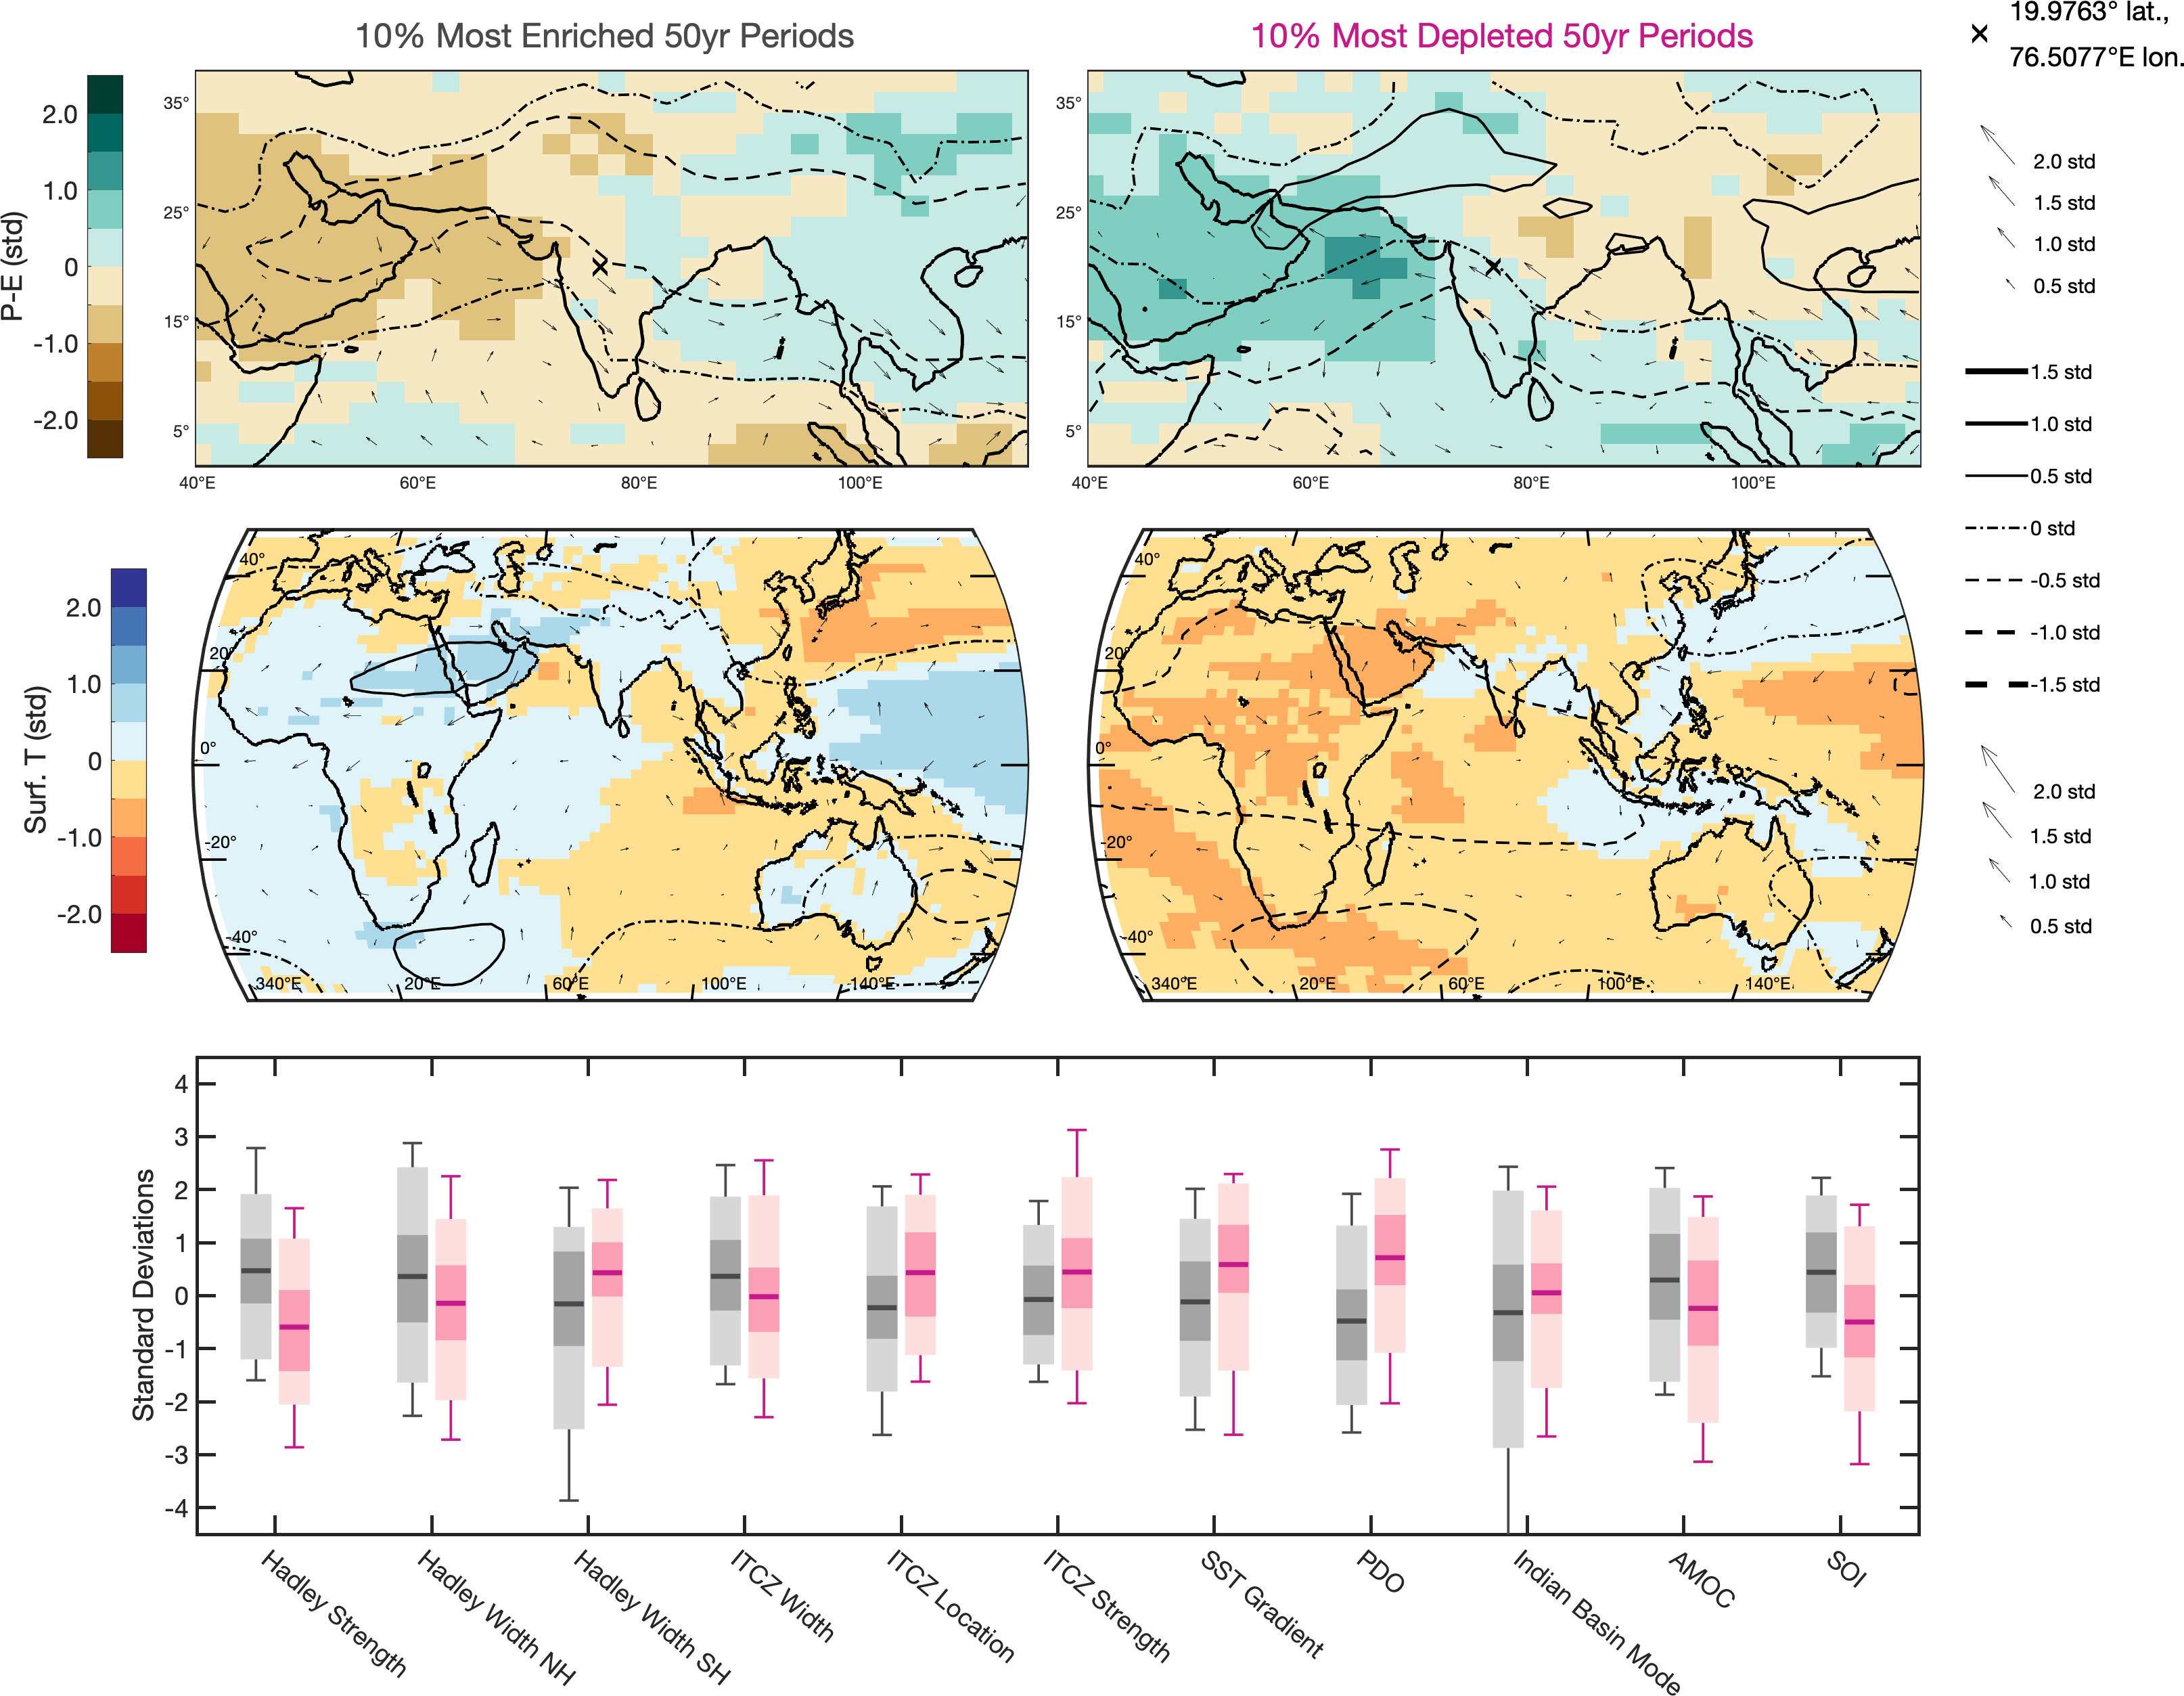 10% Most Enriched 50yr Periods
10% Most Depleted 50yr Periods
19.9763° lat.,
76.5077°E lon.
P-E (std)
2.0
1.0
0
-1.0
-2.0
35°
25°
15°
5°
40°E
60°E
80°E
100°E
35°
25°
15°
5°
40°E
60°E
80°E
100°E
2.0 std
1.5 std
1.0 std
0.5 std
1.5 std
1.0 std
0.5 std
0 std
-0.5 std
-1.0 std
-1.5 std
Surf. T (std)
2.0
1.0
0
-1.0
-2.0
40°
20°
0°
-20°
-40°
340°E
20°E
60°E
100°E
140°E
40°
20°
0°
-20°
-40°
340°E
20°E
60°E
100°E
140°E
2.0 std
1.5 std
1.0 std
0.5 std
Standard Deviations
4
3
2
1
0
-1
-2
-3
-4
Hadley Strength
Hadley Width NH
Hadley Width SH
ITCZ Width
ITCZ Location
ITCZ Strength
SST Gradient
PDO
Indian Basin Mode
AMOC
SOI